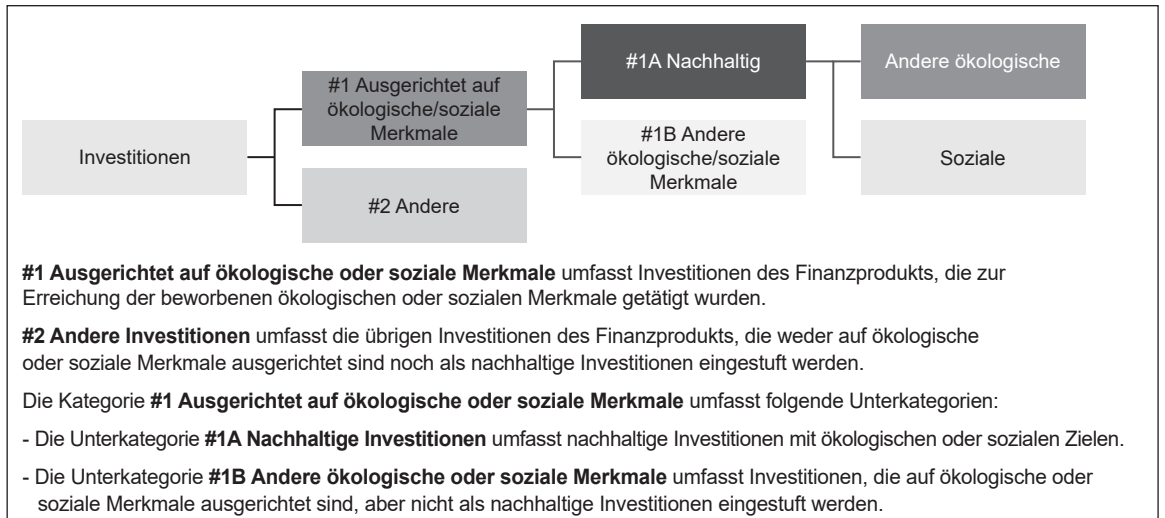 Investitionen
#1 Ausgerichtet auf
ökologische/soziale
Merkmale
#2 Andere
#1A Nachhaltig
#1B Andere
ökologische/soziale
Merkmale
Andere ökologische
Soziale
#1 Ausgerichtet auf ökologische oder soziale Merkmale umfasst Investitionen des Finanzprodukts, die zur
Erreichung der beworbenen ökologischen oder sozialen Merkmale getätigt wurden.
#2 Andere Investitionen umfasst die übrigen Investitionen des Finanzprodukts, die weder auf ökologische
oder soziale Merkmale ausgerichtet sind noch als nachhaltige Investitionen eingestuft werden.
Die Kategorie #1 Ausgerichtet auf ökologische oder soziale Merkmale umfasst folgende Unterkategorien:
- Die Unterkategorie #1A Nachhaltige Investitionen umfasst nachhaltige Investitionen mit ökologischen oder sozialen Zielen.
- Die Unterkategorie #1B Andere ökologische oder soziale Merkmale umfasst Investitionen, die auf ökologische oder
soziale Merkmale ausgerichtet sind, aber nicht als nachhaltige Investitionen eingestuft werden.